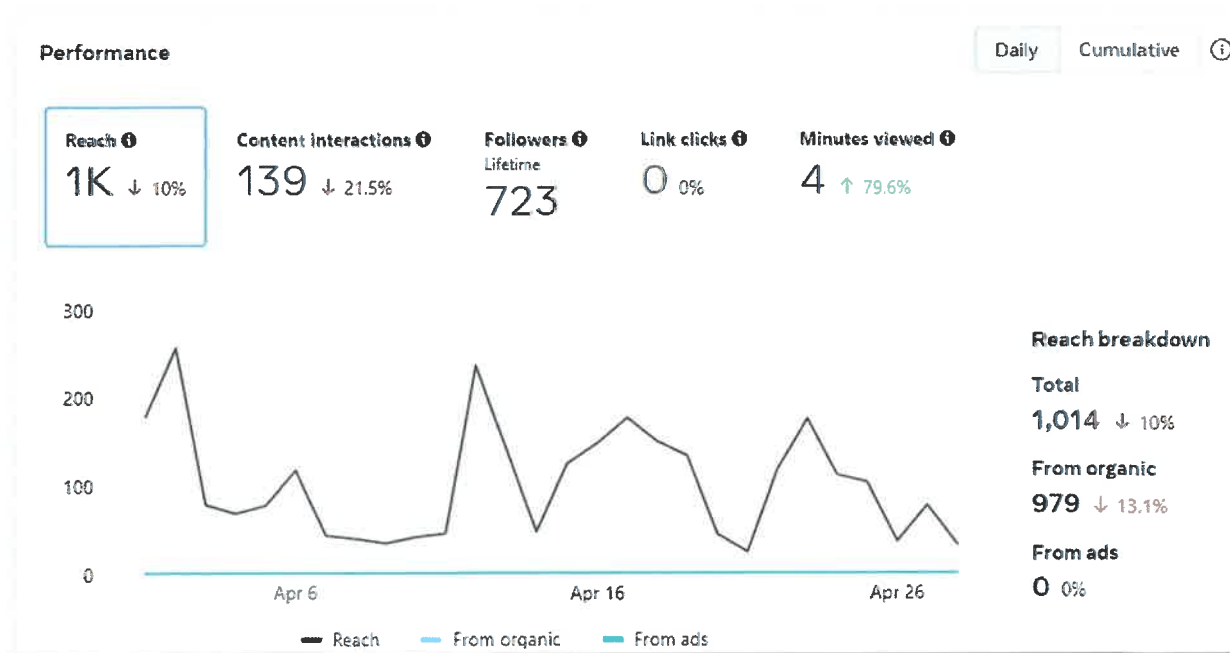 Performance
Daily Cumulative
Reach Content interactions Followers Link clicks Minutes viewed
Lifetime
1K ↓ 10% 139 ↓ 21.5% 723 0 0% 4 ↑ 79.6%
300
200
100
0
Apr 6 Apr 16 Apr 26
Reach From organic From ads
Reach breakdown
Total
1,014 ↓ 10%
From organic
979 ↓ 13.1%
From ads
0 0%